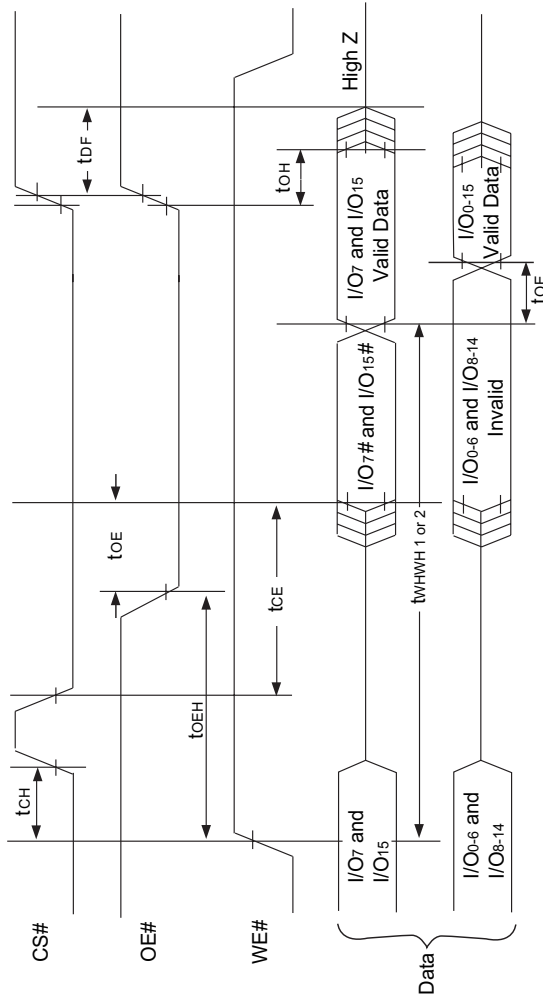 CS#
tCH
tDF
OE#
tOE
tOEH
WE#
tCE
tOH
High Z
Data
I/O7 and
I/O15
I/O7# and I/O15#
I/O7 and I/O15
Valid Data
tWHWH 1 or 2
I/O0-6 and
I/O8-14
I/O0-6 and I/O8-14
Invalid
I/O0-15
Valid Data
tOE